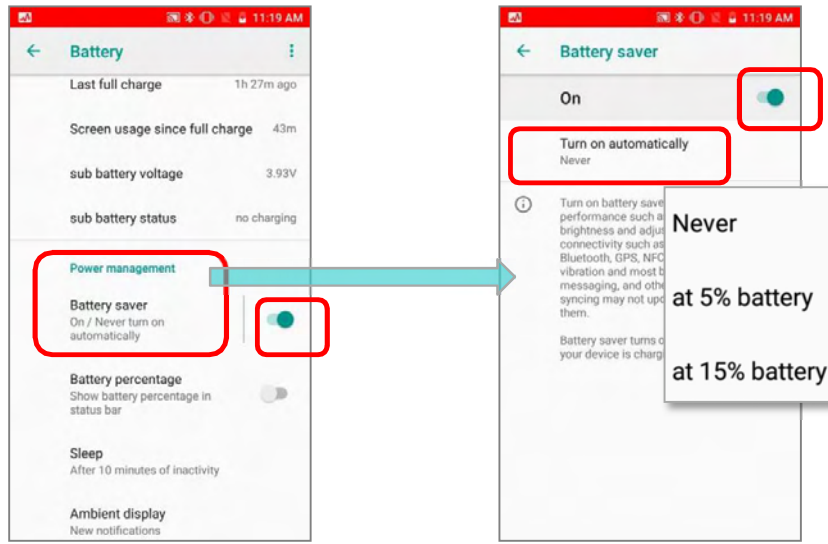 11:19 AM
Battery
Last full charge 1h 27m ago
Screen usage since full charge 43m
sub battery voltage 3.93V
sub battery status no charging
Power management
Battery saver
On / Never turn on
automatically
Battery percentage
Show battery percentage in
status bar
Sleep
After 10 minutes of inactivity
Ambient display
New notifications
11:19 AM
Battery saver
On
Turn on automatically
Never
Turn on battery save
performance such a
brightness and adjus
connectivity such as
Bluetooth, GPS, NFC
vibration and most b
messaging, and othe
syncing may not upd
them.
Battery saver turns o
your device is charg
Never
at 5% battery
at 15% battery